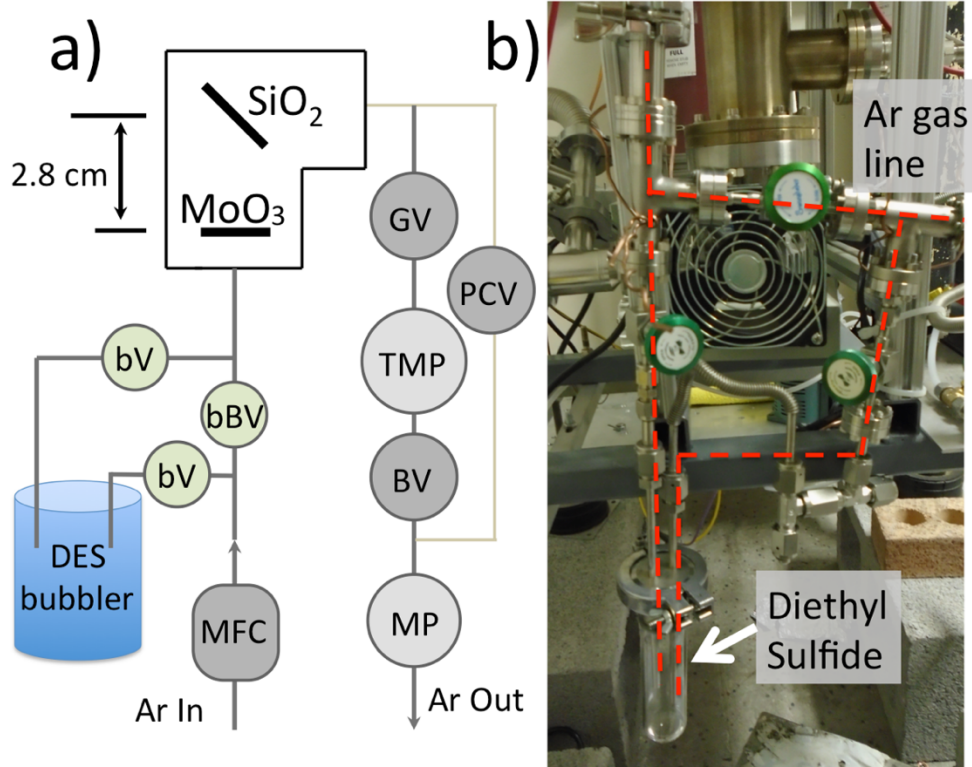 a)
SiO2
2.8 cm
MoO3
GV
PCV
bV
TMP
bBV
bV
BV
DES
bubbler
MFC
MP
Ar In
Ar Out
b)
FULL
Ar gas
line
Diethyl
Sulfide